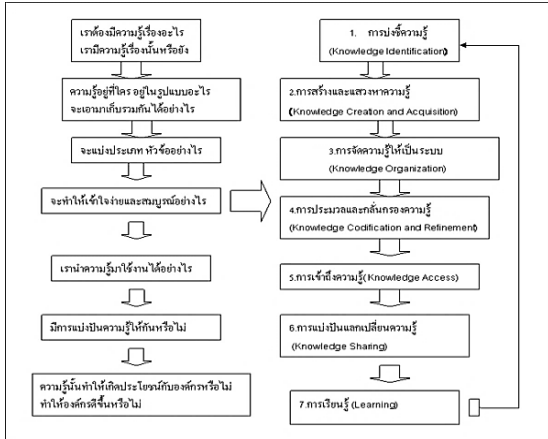 เราต้องมีความรู้เรื่องอะไร
เรามีความรู้เรื่องนั้นหรือยัง
ความรู้อยู่ที่ใคร อยู่ในรูปแบบอะไร
จะเอามาเก็บรวมกันได้อย่างไร
จะแบ่งประเภท หัวข้ออย่างไร
จะทำให้เข้าใจง่ายและสมบูรณ์อย่างไร
เรานำความรู้มาใช้งานได้อย่างไร
มีการแบ่งปันความรู้ให้กันหรือไม่
ความรู้นั้นทำให้เกิดประโยชน์กับองค์กรหรือไม่
ทำให้องค์กรดีขึ้นหรือไม่
1. การบ่งชี้ความรู้
(Knowledge Identification)
2.การสร้างและแสวงหาความรู้
(Knowledge Creation and Acquisition)
3.การจัดความรู้ให้เป็นระบบ
(Knowledge Organization)
4.การประมวลและกลั่นกรองความรู้
(Knowledge Codification and Refinement)
5.การเข้าถึงความรู้(Knowledge Access)
6.การแบ่งปันแลกเปลี่ยนความรู้
(Knowledge Sharing)
7.การเรียนรู้ (Learning)